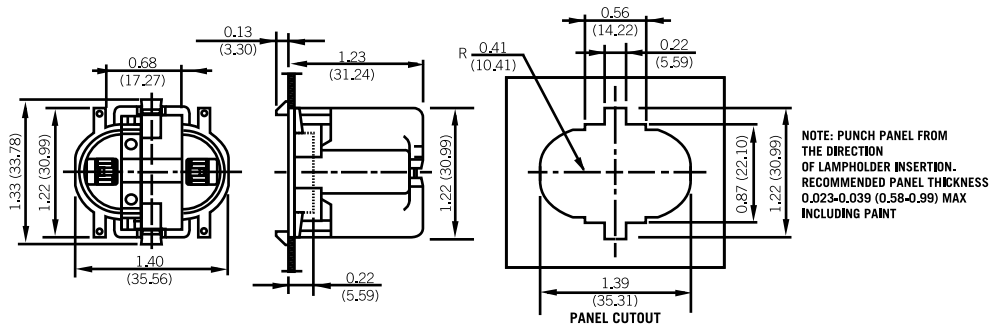 0.13
(3.30)
0.68
(17.27)
1.23
(31.24)
R 0.41
(10.41)
0.56
(14.22)
0.22
(5.59)
1.33 (33.78)
1.22 (30.99)
1.22 (30.99)
0.87 (22.10)
1.22 (30.99)
NOTE: PUNCH PANEL FROM
THE DIRECTION
OF LAMPHOLDER INSERTION.
RECOMMENDED PANEL THICKNESS
0.023-0.039 (0.58-0.99) MAX
INCLUDING PAINT
1.40
(35.56)
0.22
(5.59)
1.39
(35.31)
PANEL CUTOUT